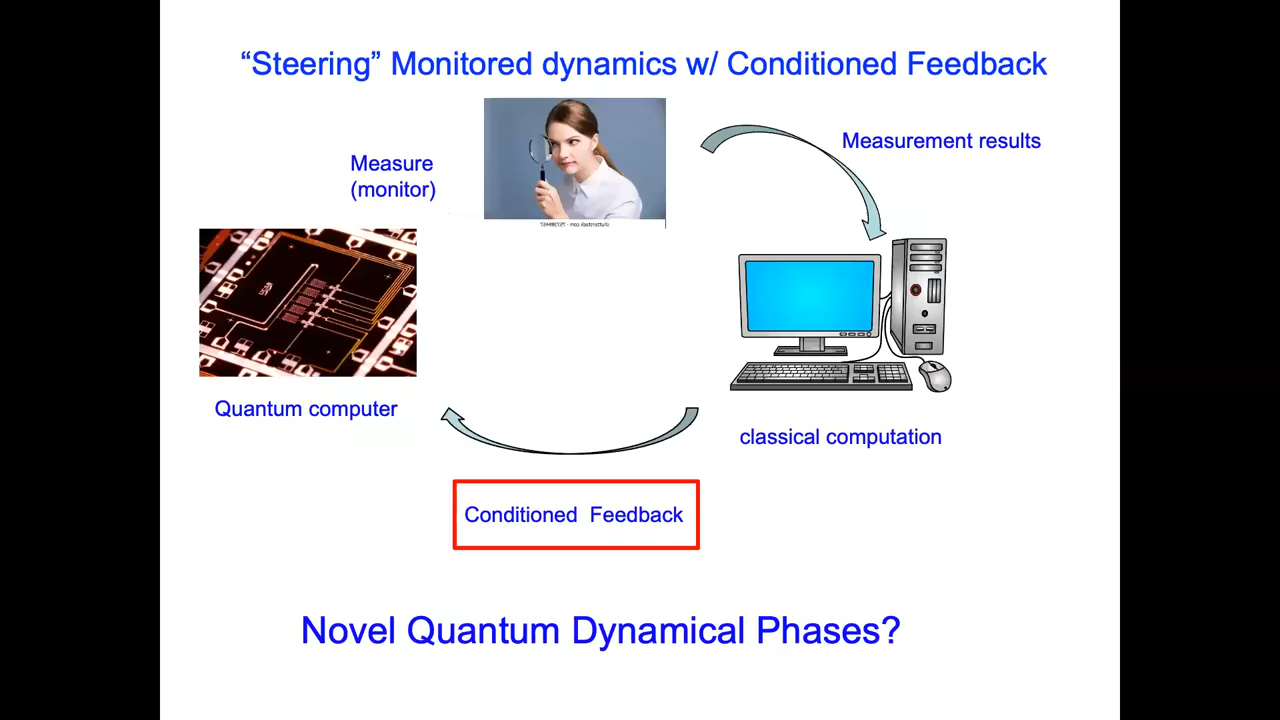 “Steering” Monitored dynamics w/ Conditioned Feedback
Measure
(monitor)
Measurement results
Quantum computer
classical computation
Conditioned Feedback
Novel Quantum Dynamical Phases?